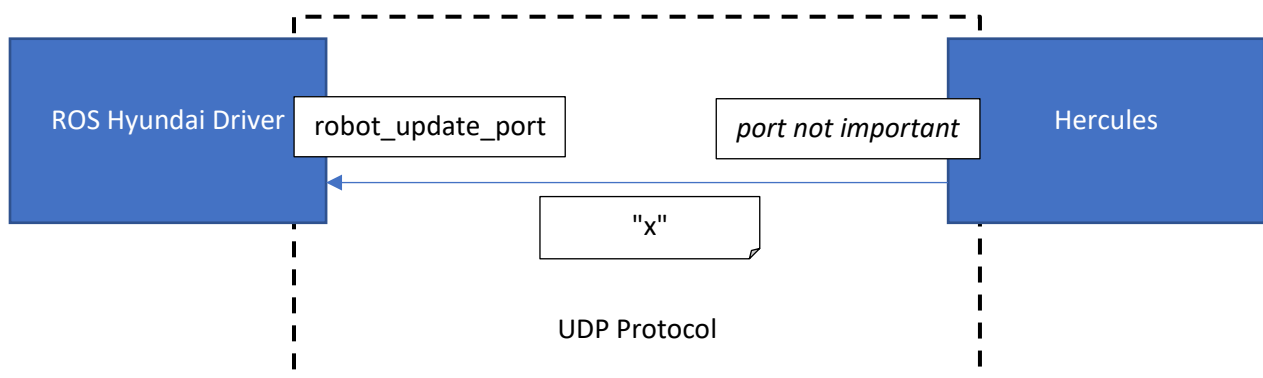 ROS Hyundai Driver
robot_update_port
port not important
Hercules
"x"
UDP Protocol